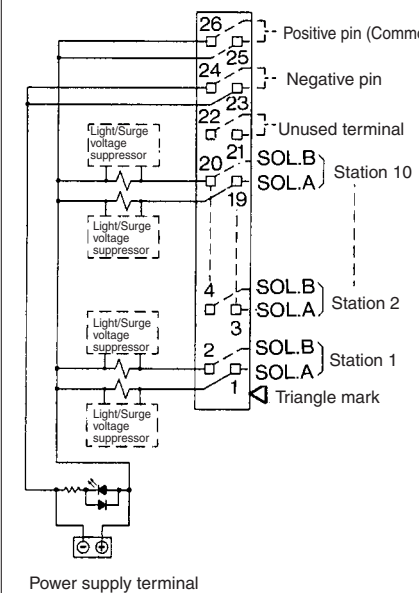 26
Positive pin (Comm
25
24
Negative pin
23
22
Unused terminal
Light/Surge
voltage
suppressor
21
20
SOL.B
SOL.A
Station 10
19
Light/Surge
voltage
suppressor
4
SOL.B
SOL.A
Station 2
3
Light/Surge
voltage
suppressor
2
SOL.B
SOL.A
Station 1
1
Triangle mark
Light/Surge
voltage
suppressor
Power supply terminal